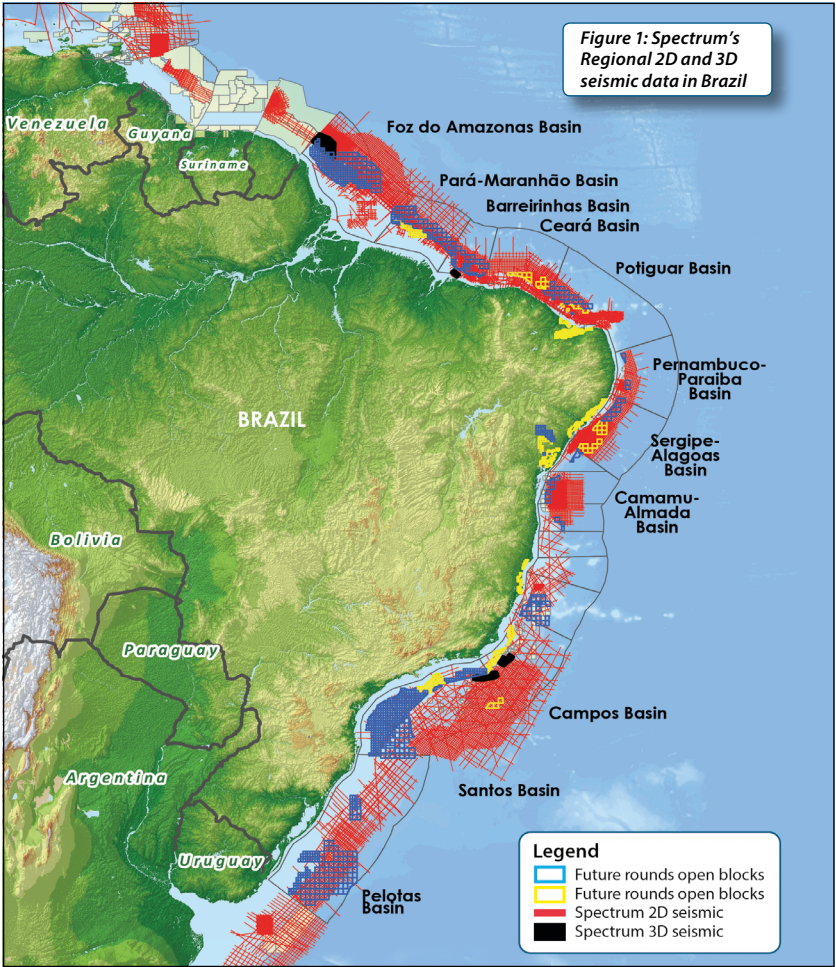 Figure 1: Spectrum's
Regional 2D and 3D
seismic data in Brazil
Venezuela
Guyana
Suriname
Foz do Amazonas Basin
Pará-Maranhão Basin
Barreirinhas Basin
Ceará Basin
Potiguar Basin
Pernambuco-
Paraiba
Basin
BRAZIL
Sergipe-
Alagoas
Basin
Camamu-
Almada
Basin
Bolivia
Paraguay
Campos Basin
Argentina
Santos Basin
Uruguay
Pelotas
Basin
Legend
Future rounds open blocks
Future rounds open blocks
Spectrum 2D seismic
Spectrum 3D seismic